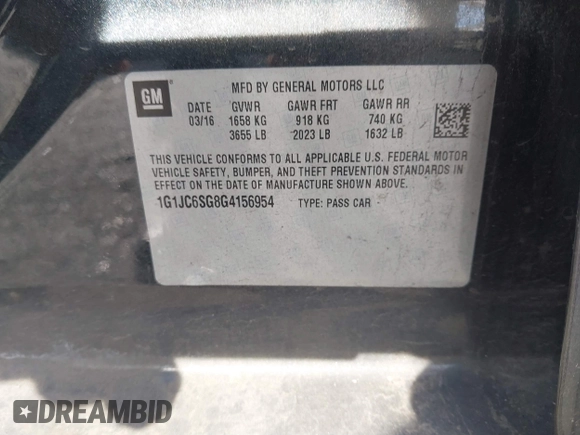 GM
MFD BY GENERAL MOTORS LLC
DATE GVWR GAWR FRT GAWR RR
03/16 1658 KG 918 KG 740 KG
3655 LB 2023 LB 1632 LB
THIS VEHICLE CONFORMS TO ALL APPLICABLE U.S. FEDERAL MOTOR
VEHICLE SAFETY, BUMPER, AND THEFT PREVENTION STANDARDS IN
EFFECT ON THE DATE OF MANUFACTURE SHOWN ABOVE.
1G1JC6SG8G4156954 TYPE: PASS CAR
DREAMBID